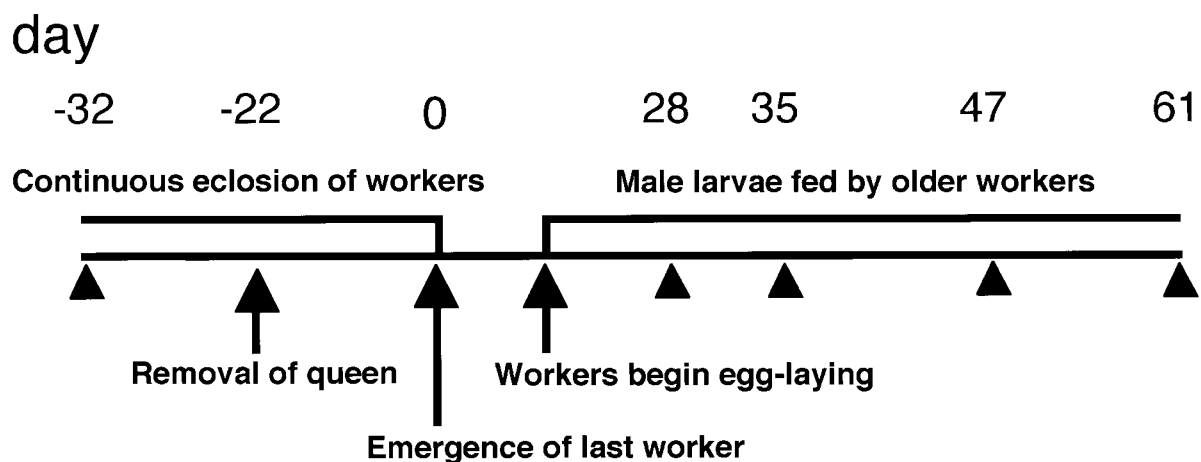 day
-32 -22 0 28 35 47 61
Continuous eclosion of workers Male larvae fed by older workers
Removal of queen Workers begin egg-laying
Emergence of last worker